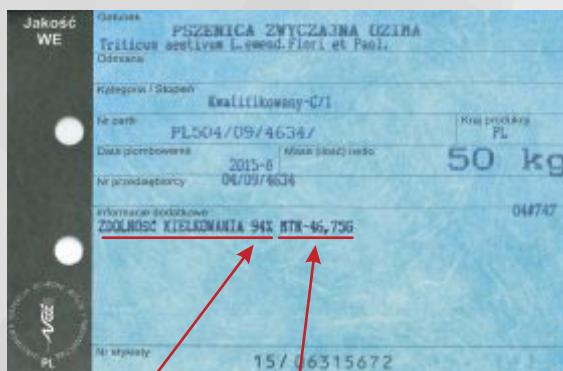 Jakość
WE
Gatunek
PSZENICA ZWYCZAJNA OZIMA
Triticum aestivum L.emend.Fiori et Paol.
Odmiana
Kategoria / Stopień
Kwalifikowany-C/1
Nr partii
PL504/09/4634/
Kraj produkcji
PL
Data plombowania
2015-8
Masa (ilość) netto
50 kg
Nr przedsiębiorcy
04/09/4634
Informacje dodatkowe
04#747
ZDOLNOSC KIELKOWANIA 94% MTN-46,75G
Nr etykiety
15/06315672
PL